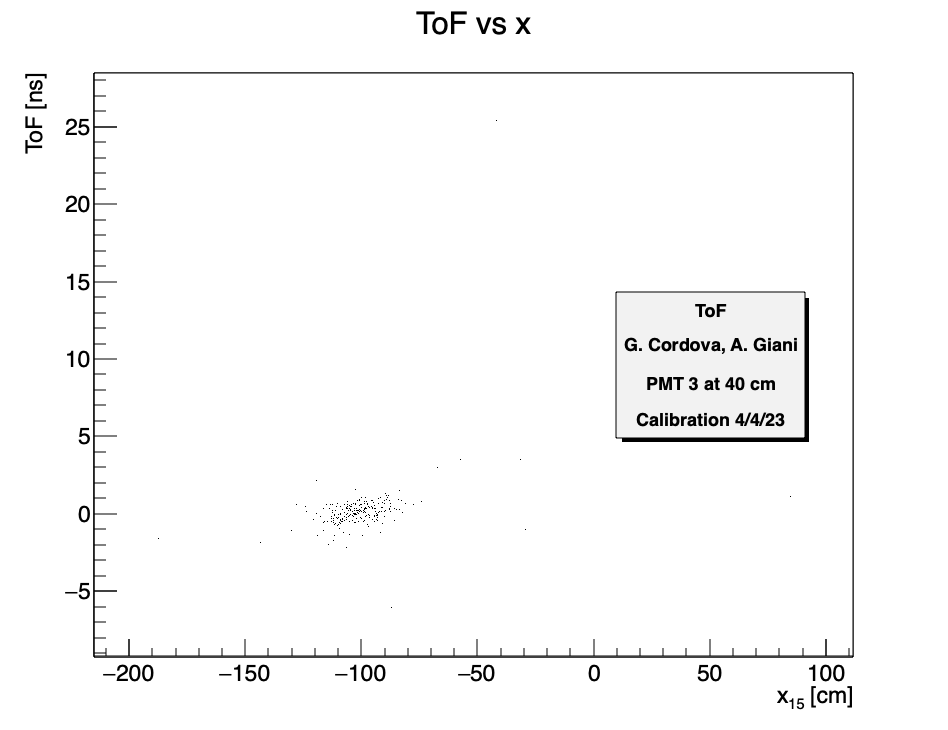 ToF vs x
ToF [ns]
25
20
15
10
5
0
−5
ToF
G. Cordova, A. Giani
PMT 3 at 40 cm
Calibration 4/4/23
−200 −150 −100 −50 0 50 100
x15 [cm]